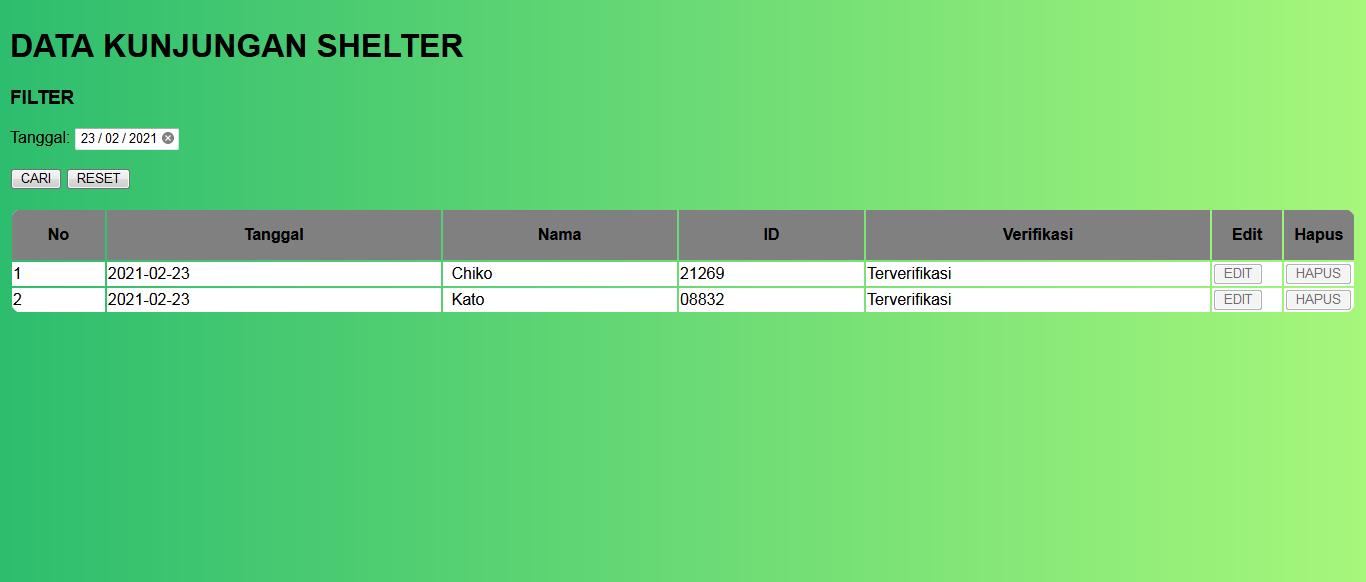 DATA KUNJUNGAN SHELTER
FILTER
Tanggal: 23 / 02 / 2021
CARI RESET
No Tanggal Nama ID Verifikasi Edit Hapus
1 2021-02-23 Chiko 21269 Terverifikasi EDIT HAPUS
2 2021-02-23 Kato 08832 Terverifikasi EDIT HAPUS